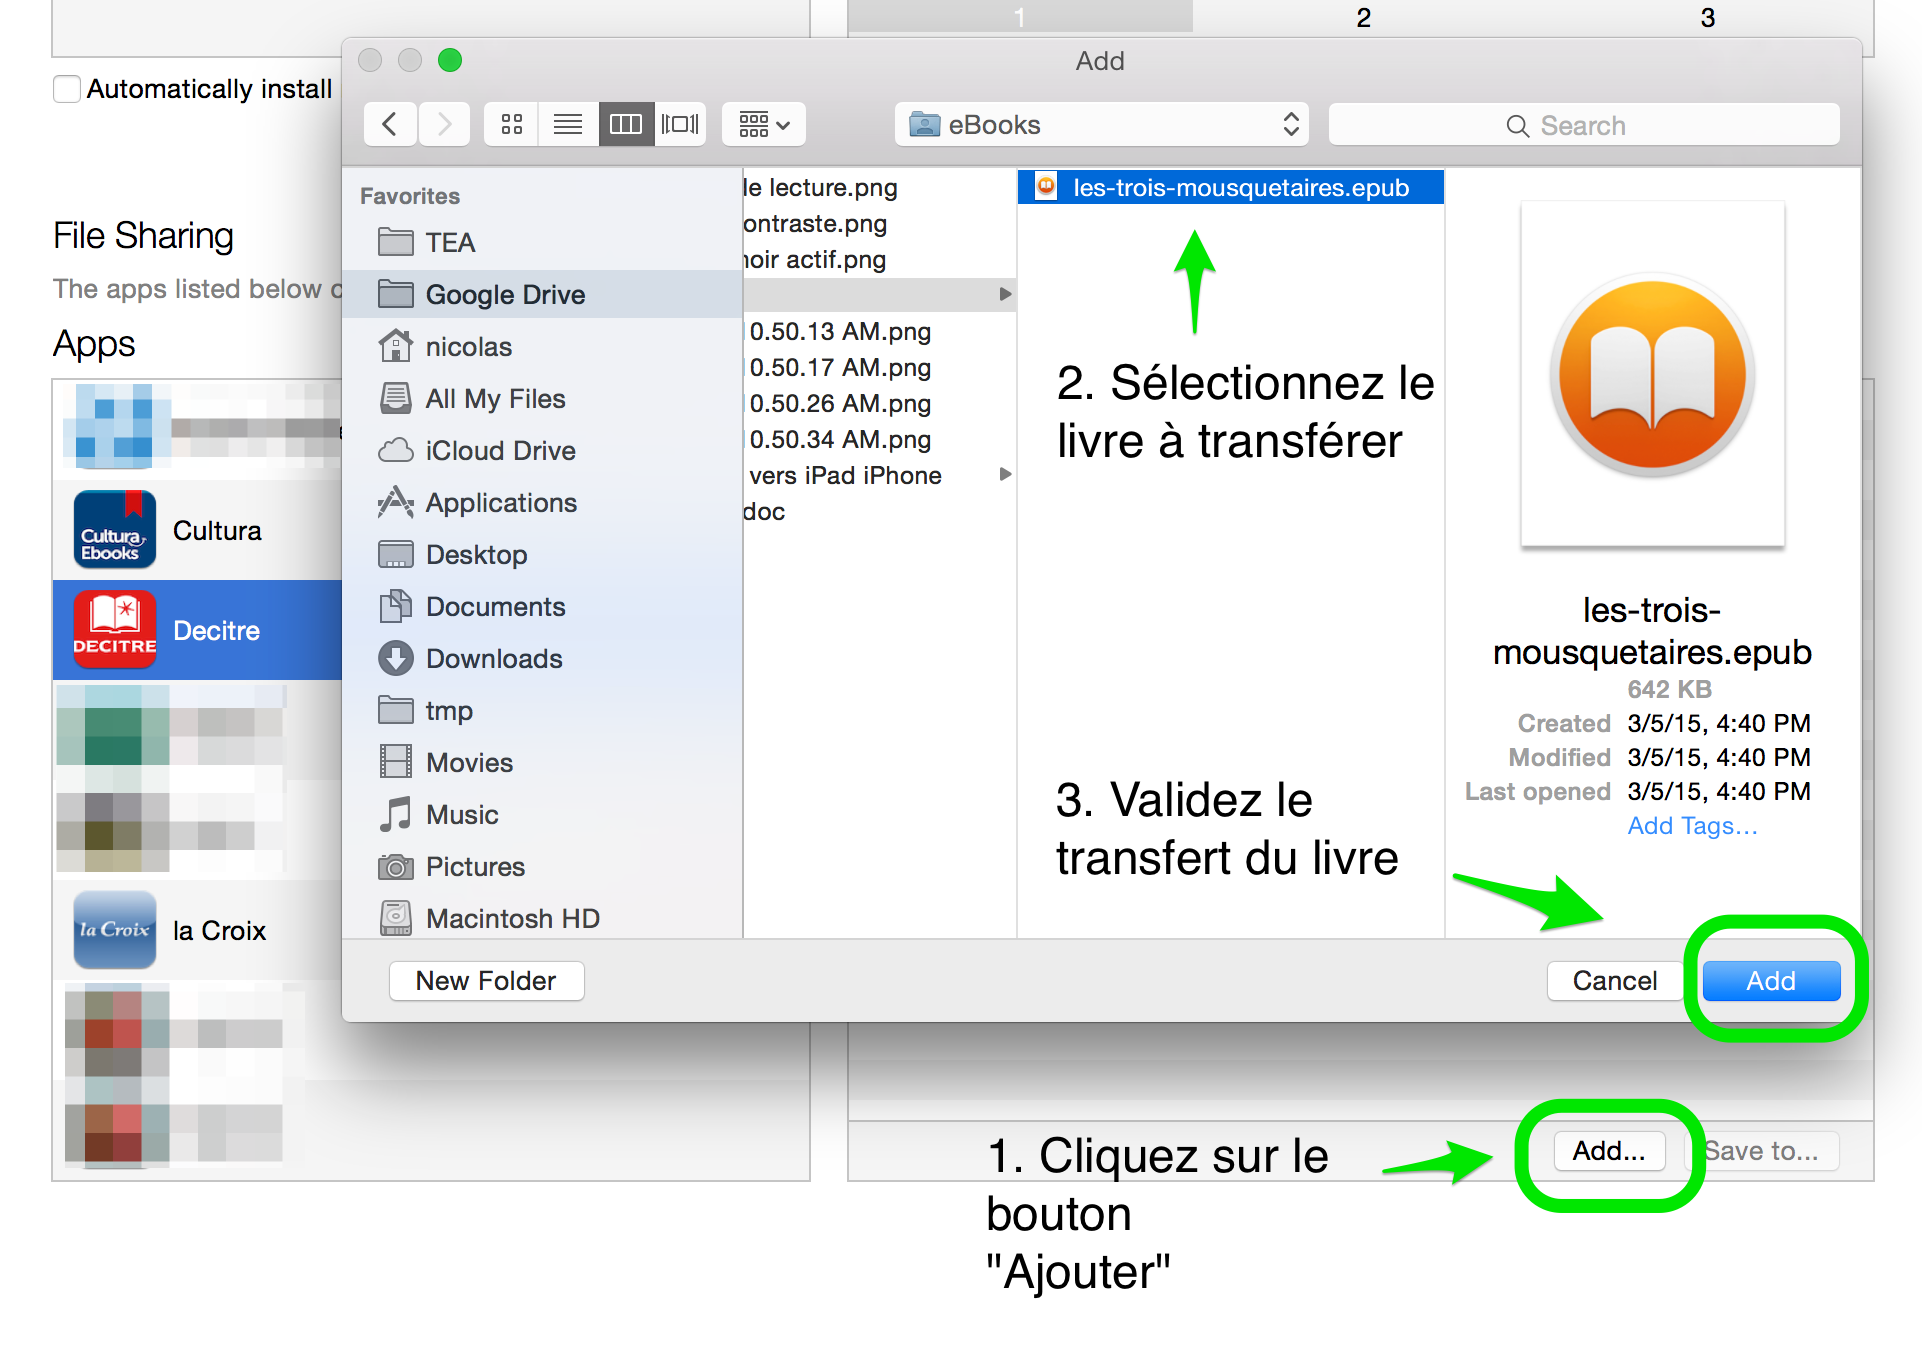 1
2
3
Automatically install
Add
eBooks
Search
File Sharing
The apps listed below
Apps
Cultura
Ebooks
Cultura
DECITRE
Decitre
la Croix
la Croix
Favorites
TEA
Google Drive
nicolas
All My Files
iCloud Drive
Applications
Desktop
Documents
Downloads
tmp
Movies
Music
Pictures
Macintosh HD
le lecture.png
ontraste.png
noir actif.png
0.50.13 AM.png
0.50.17 AM.png
0.50.26 AM.png
0.50.34 AM.png
vers iPad iPhone
doc
les-trois-mousquetaires.epub
2. Sélectionnez le
livre à transférer
3. Validez le
transfert du livre
les-trois-
mousquetaires.epub
642 KB
Created 3/5/15, 4:40 PM
Modified 3/5/15, 4:40 PM
Last opened 3/5/15, 4:40 PM
Add Tags...
New Folder
Cancel
Add
1. Cliquez sur le
bouton
"Ajouter"
Add...
Save to...